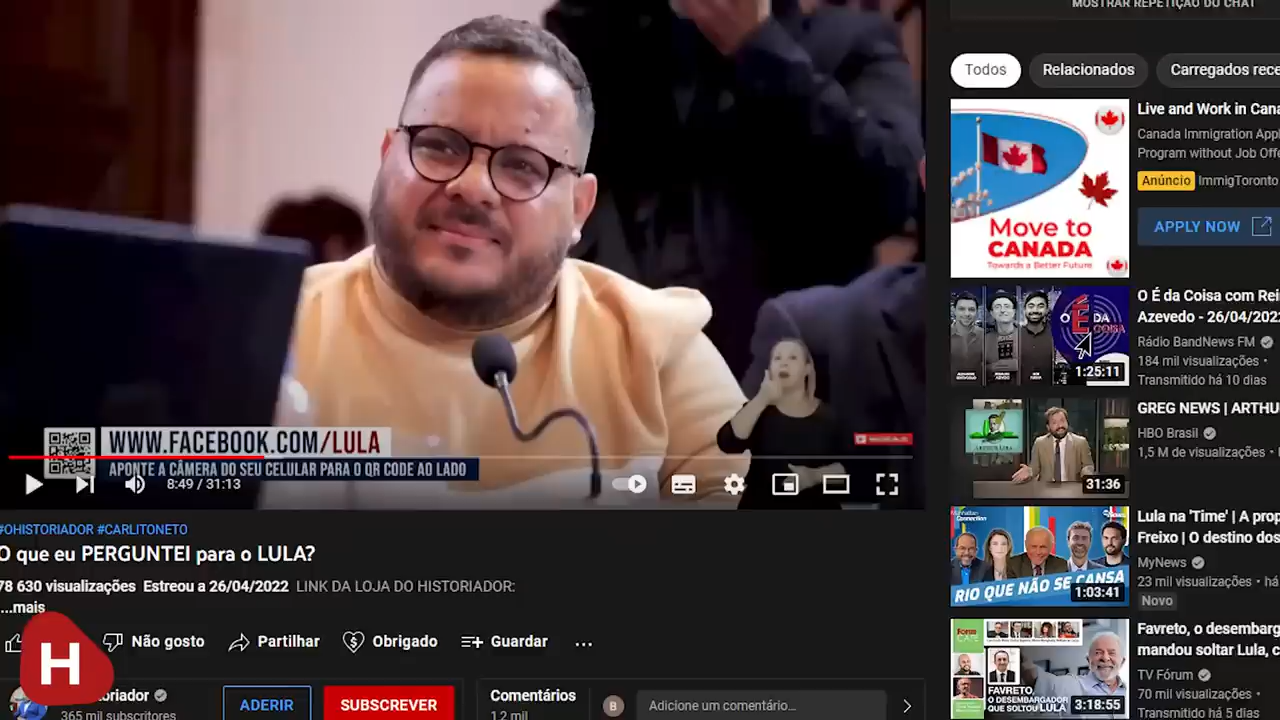 MOSTRAR REPETIÇÃO DO CHAT
Todos
Relacionados
Carregados rece
Live and Work in Can
Canada Immigration App
Program without Job Offe
Anúncio ImmigToronto
APPLY NOW
Move to
CANADA
Towards a Better Future
WWW.FACEBOOK.COM/LULA
APONTE A CÂMERA DO SEU CELULAR PARA O QR CODE AO LADO
8:49 / 31:13
#OHISTORIADOR #CARLITONETO
O que eu PERGUNTEI para o LULA?
78 630 visualizações Estreou a 26/04/2022 LINK DA LOJA DO HISTORIADOR:
...mais
Não gosto
Partilhar
Obrigado
Guardar
H
toriador
365 mil subscritores
ADERIR
SUBSCREVER
Comentários
1,2 mil
B
Adicione um comentário...
O É da Coisa com Rei
Azevedo - 26/04/2022
Rádio BandNews FM
184 mil visualizações •
Transmitido há 10 dias
O É DA COISA
1:25:11
GREG NEWS | ARTHU
HBO Brasil
1,5 M de visualizações •
31:36
Lula na 'Time' | A prop
Freixo | O destino dos
MyNews
23 mil visualizações • há
Novo
Manhattan
Connection
RIO QUE NÃO SE CANSA
1:03:41
Favreto, o desembarg
mandou soltar Lula, c
TV Fórum
70 mil visualizações •
Transmitido há 5 dias
FAVRETO,
O DESEMBARGADOR
QUE SOLTOU LULA
3:18:55